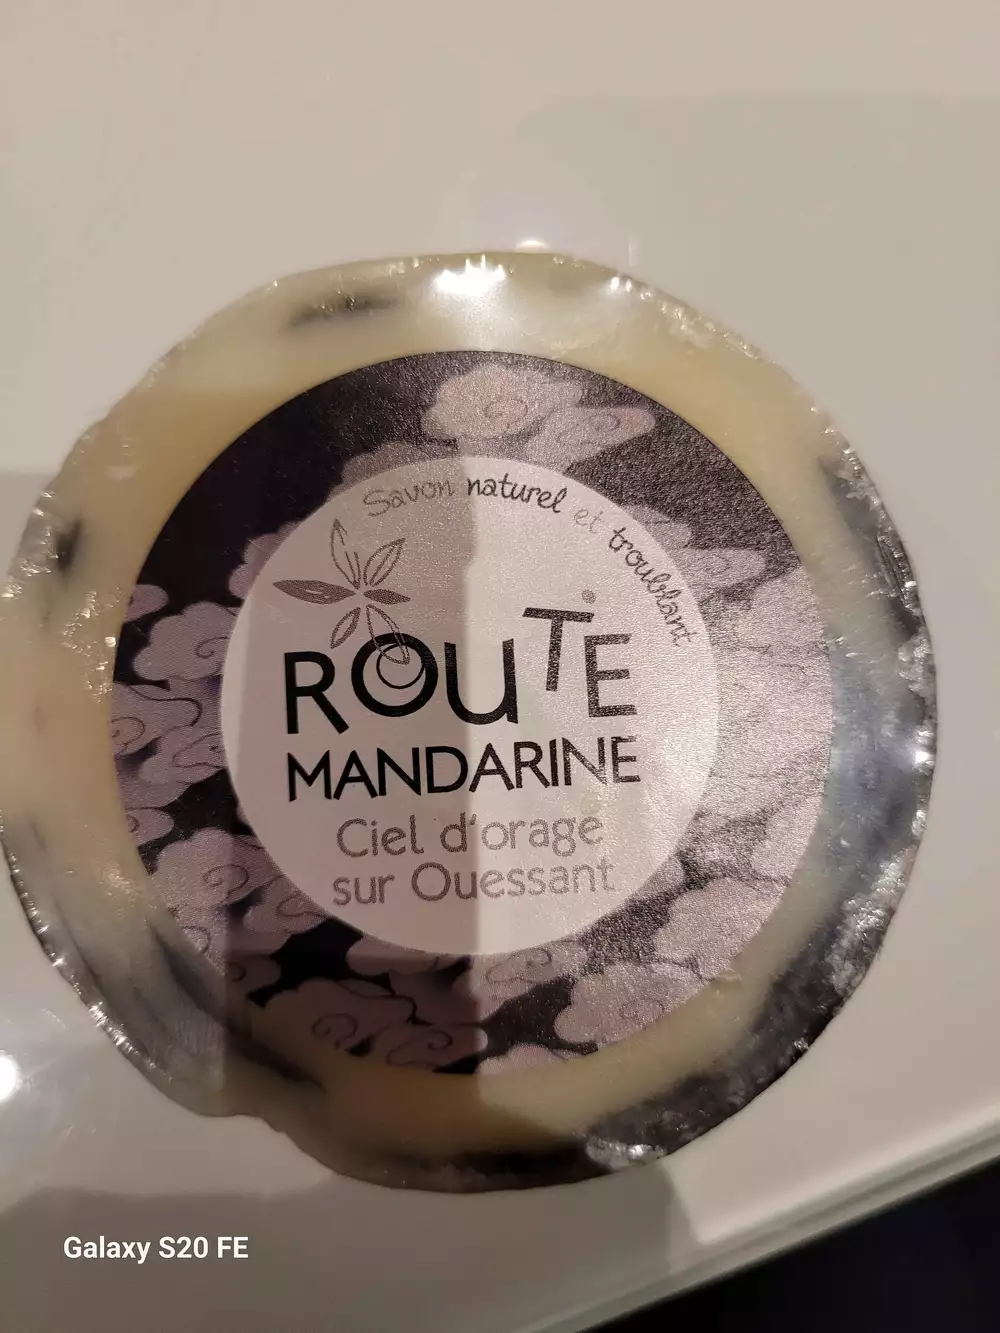 Savon naturel et troublant
ROUTE
MANDARINE
Ciel d'orage
sur Ouessant
Galaxy S20 FE